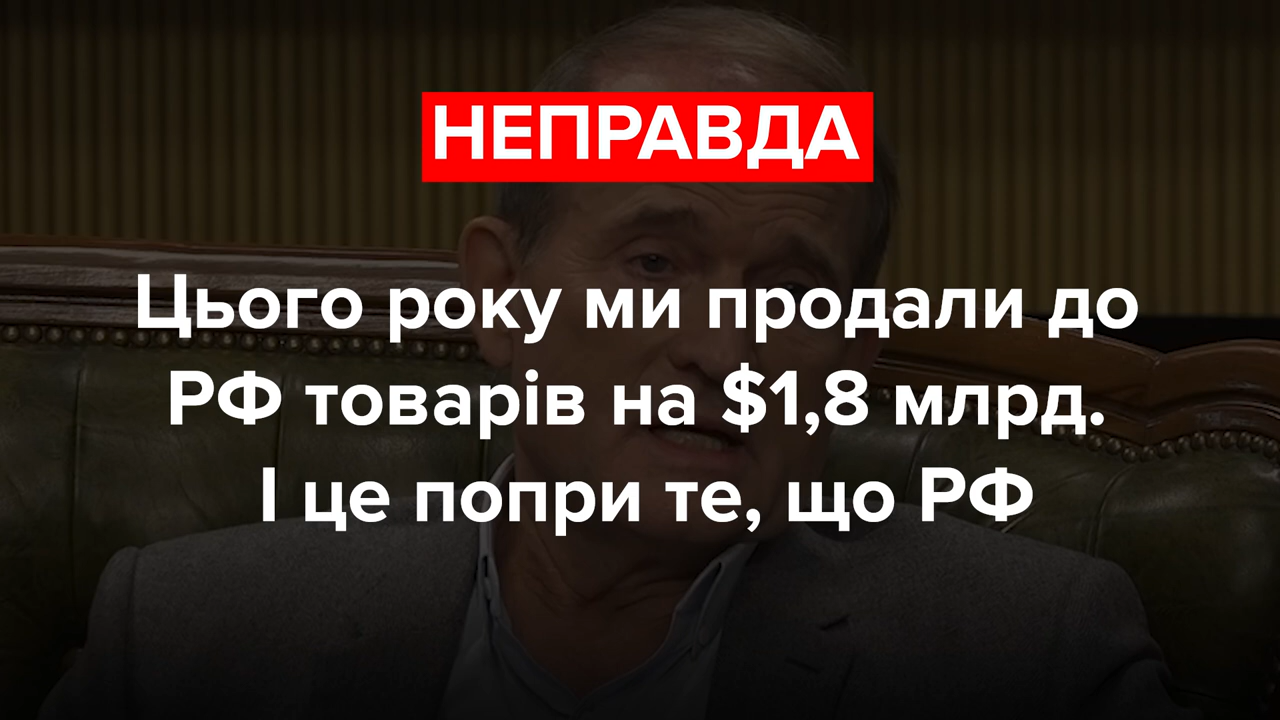 НЕПРАВДА
Цього року ми продали до
РФ товарів на $1,8 млрд.
І це попри те, що РФ